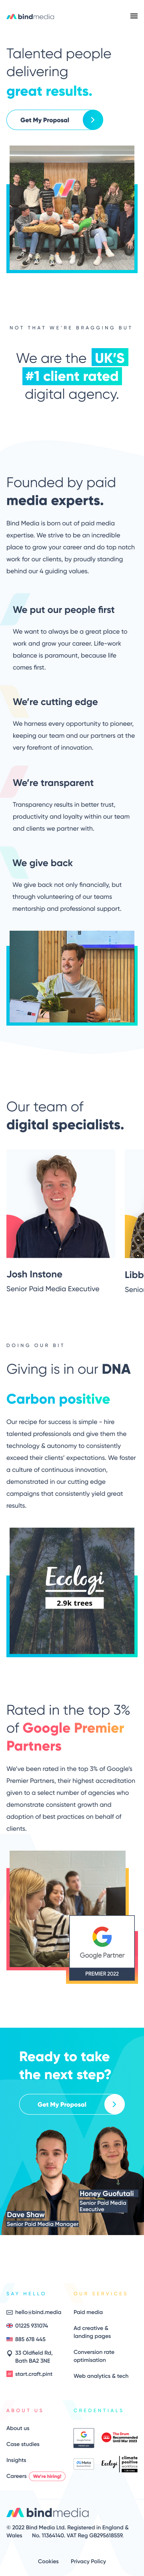 bindmedia
Talented people
delivering
great results.
Get My Proposal
NOT THAT WE'RE BRAGGING BUT
We are the UK'S
#1 client rated
digital agency.
Founded by paid
media experts.
Bind Media is born out of paid media
expertise. We strive to be an incredible
place to grow your career and do top notch
work for our clients, by proudly standing
behind our 4 guiding values.
We put our people first
We want to always be a great place to
work and grow your career. Life-work
balance is paramount, because life
comes first.
We're cutting edge
We harness every opportunity to pioneer,
keeping our team and our partners at the
very forefront of innovation.
We're transparent
Transparency results in better trust,
productivity and loyalty within our team
and clients we partner with.
We give back
We give back not only financially, but
through volunteering of our teams
mentorship and professional support.
Our team of
digital specialists.
Josh Instone
Senior Paid Media Executive
Libb
Senior
DOING OUR BIT
Giving is in our DNA
Carbon positive
Our recipe for success is simple - hire
talented professionals and give them the
technology & autonomy to consistently
exceed their clients' expectations. We foster
a culture of continuous innovation,
demonstrated in our cutting edge
campaigns that consistently yield great
results.
Ecologi
2.9k trees
Rated in the top 3%
of Google Premier
Partners
We've been rated in the top 3% of Google's
Premier Partners, their highest accreditation
given to a select number of agencies who
demonstrate consistent growth and
adoption of best practices on behalf of
clients.
Google Partner
PREMIER 2022
Ready to take
the next step?
Get My Proposal
Honey Guofutali
Senior Paid Media
Executive
Dave Shaw
Senior Paid Media Manager
SAY HELLO
hello@bind.media
01225 931074
885 678 445
33 Oldfield Rd,
Bath BA2 3NE
start.craft.pint
OUR SERVICES
Paid media
Ad creative &
landing pages
Conversion rate
optimisation
Web analytics & tech
ABOUT US
About us
Case studies
Insights
Careers We're hiring!
CREDENTIALS
The Drum
Recommended
Meta
Ecologi
climate
positive
bindmedia
© 2022 Bind Media Ltd. Registered in England &
Wales No. 11364140. VAT Reg GB295618559.
Cookies Privacy Policy